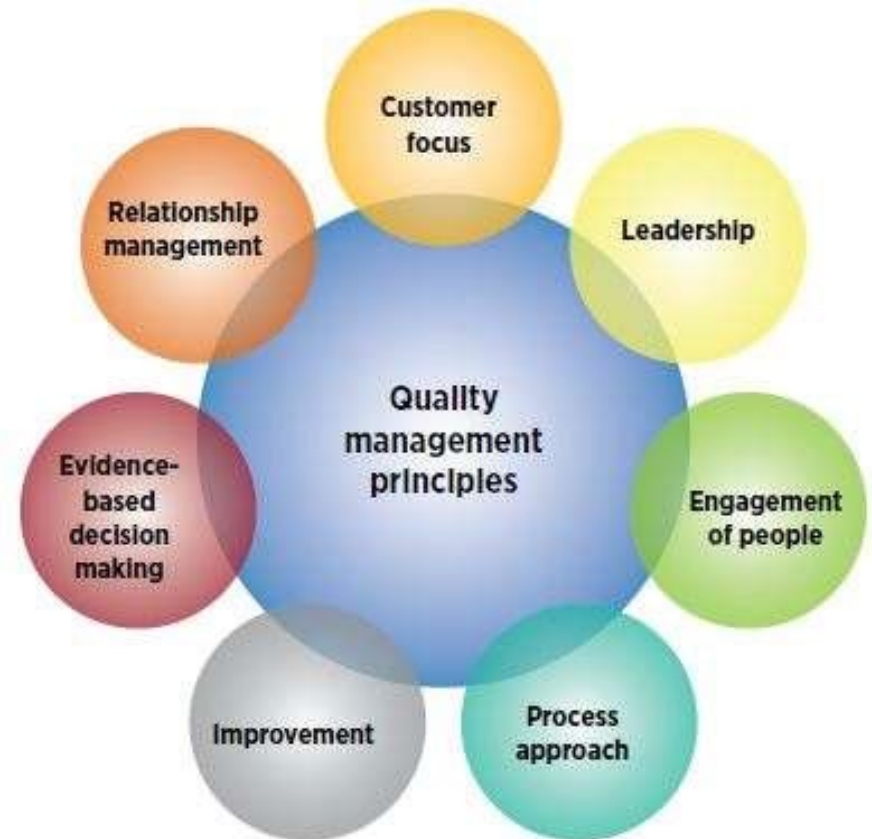 Customer
focus
Leadership
Engagement
of people
Process
approach
Improvement
Evidence-
based
decision
making
Relationship
management
Quality
management
principles